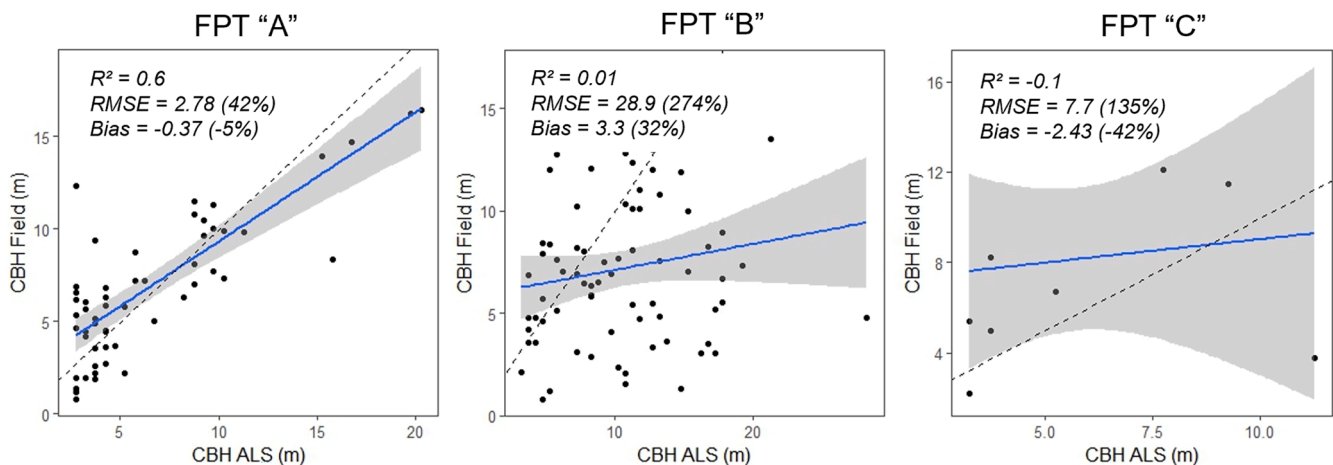 FPT “A”
R² = 0.6
RMSE = 2.78 (42%)
Bias = -0.37 (-5%)
CBH Field (m)
15
10
5
0
5
10
15
20
CBH ALS (m)
FPT “B”
R² = 0.01
RMSE = 28.9 (274%)
Bias = 3.3 (32%)
CBH Field (m)
15
10
5
0
10
20
CBH ALS (m)
FPT “C”
R² = -0.1
RMSE = 7.7 (135%)
Bias = -2.43 (-42%)
CBH Field (m)
16
12
8
4
5.0
7.5
10.0
CBH ALS (m)